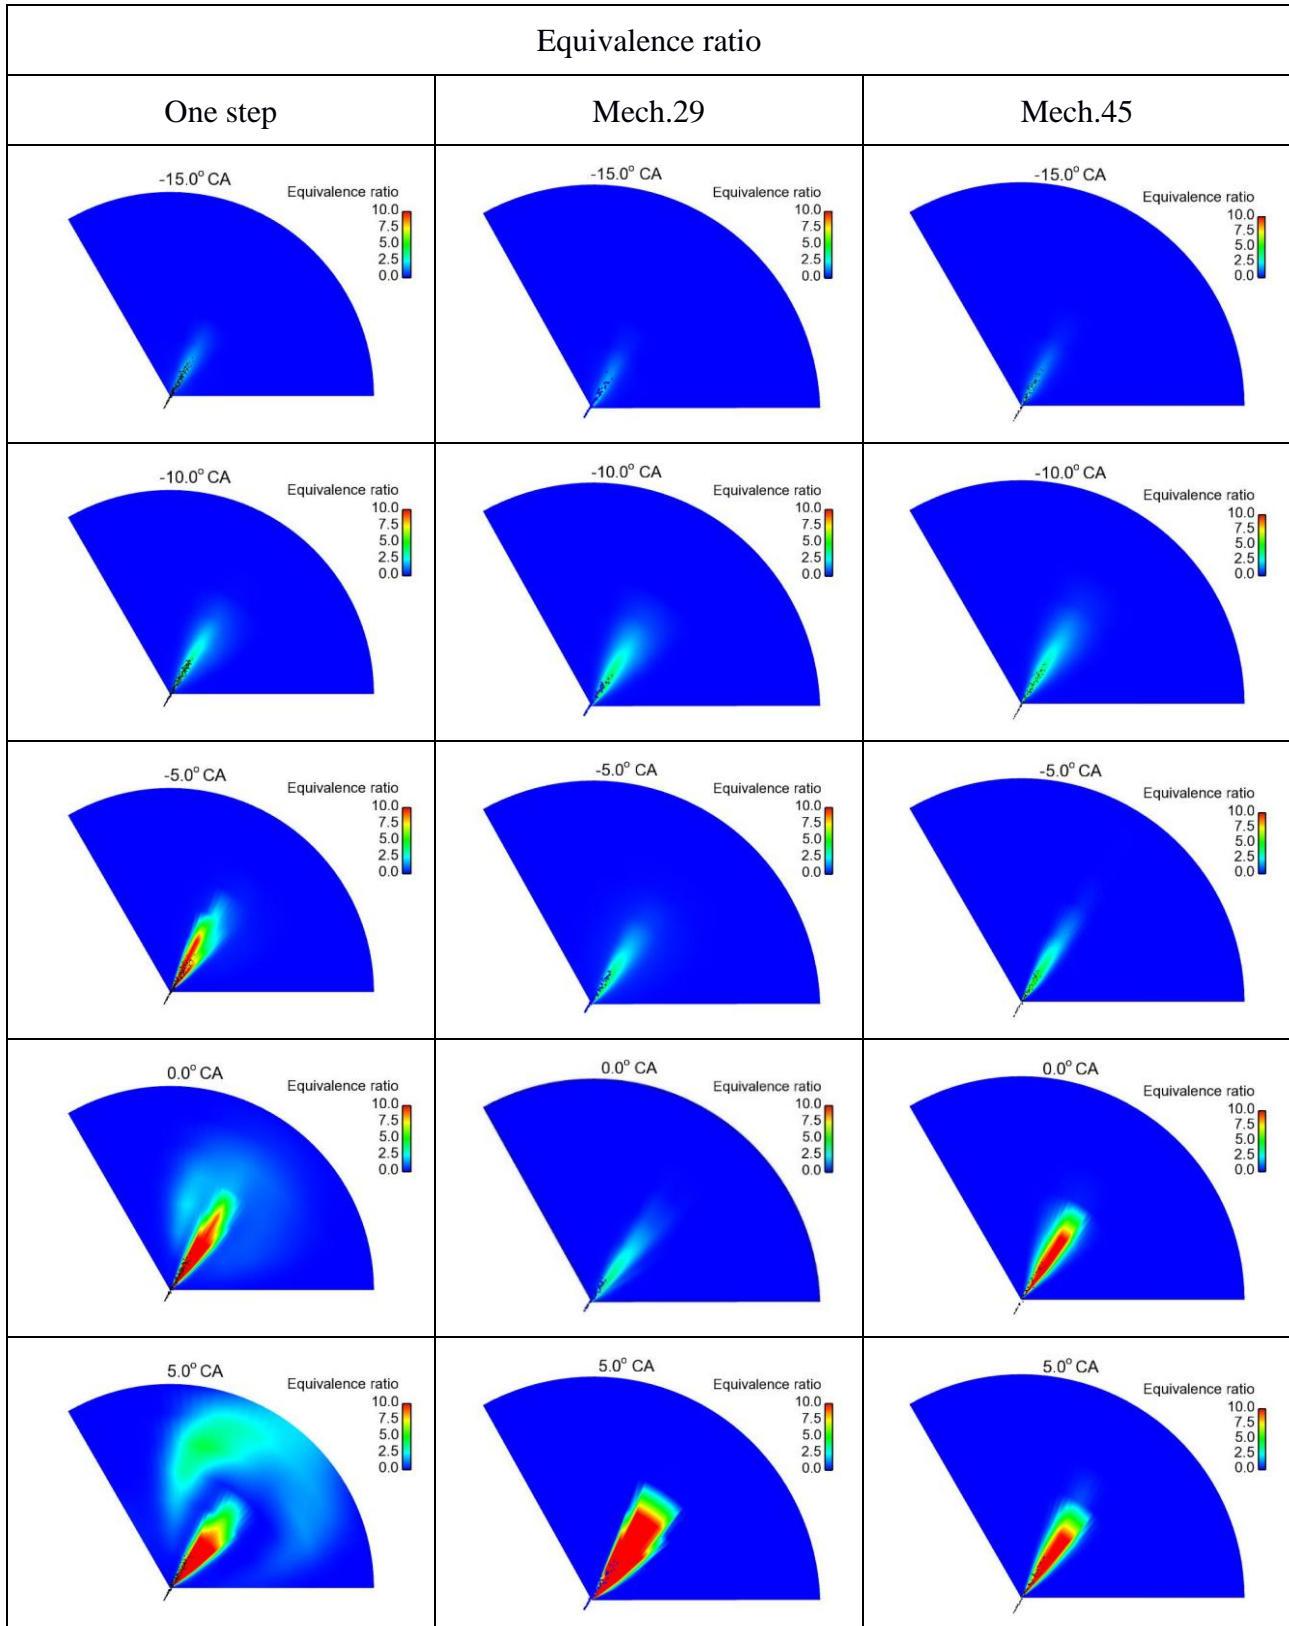 Equivalence ratio
One step Mech.29 Mech.45
-15.0° CA Equivalence ratio 10.0 7.5 5.0 2.5 0.0
-15.0° CA Equivalence ratio 10.0 7.5 5.0 2.5 0.0
-15.0° CA Equivalence ratio 10.0 7.5 5.0 2.5 0.0
-10.0° CA Equivalence ratio 10.0 7.5 5.0 2.5 0.0
-10.0° CA Equivalence ratio 10.0 7.5 5.0 2.5 0.0
-10.0° CA Equivalence ratio 10.0 7.5 5.0 2.5 0.0
-5.0° CA Equivalence ratio 10.0 7.5 5.0 2.5 0.0
-5.0° CA Equivalence ratio 10.0 7.5 5.0 2.5 0.0
-5.0° CA Equivalence ratio 10.0 7.5 5.0 2.5 0.0
0.0° CA Equivalence ratio 10.0 7.5 5.0 2.5 0.0
0.0° CA Equivalence ratio 10.0 7.5 5.0 2.5 0.0
0.0° CA Equivalence ratio 10.0 7.5 5.0 2.5 0.0
5.0° CA Equivalence ratio 10.0 7.5 5.0 2.5 0.0
5.0° CA Equivalence ratio 10.0 7.5 5.0 2.5 0.0
5.0° CA Equivalence ratio 10.0 7.5 5.0 2.5 0.0